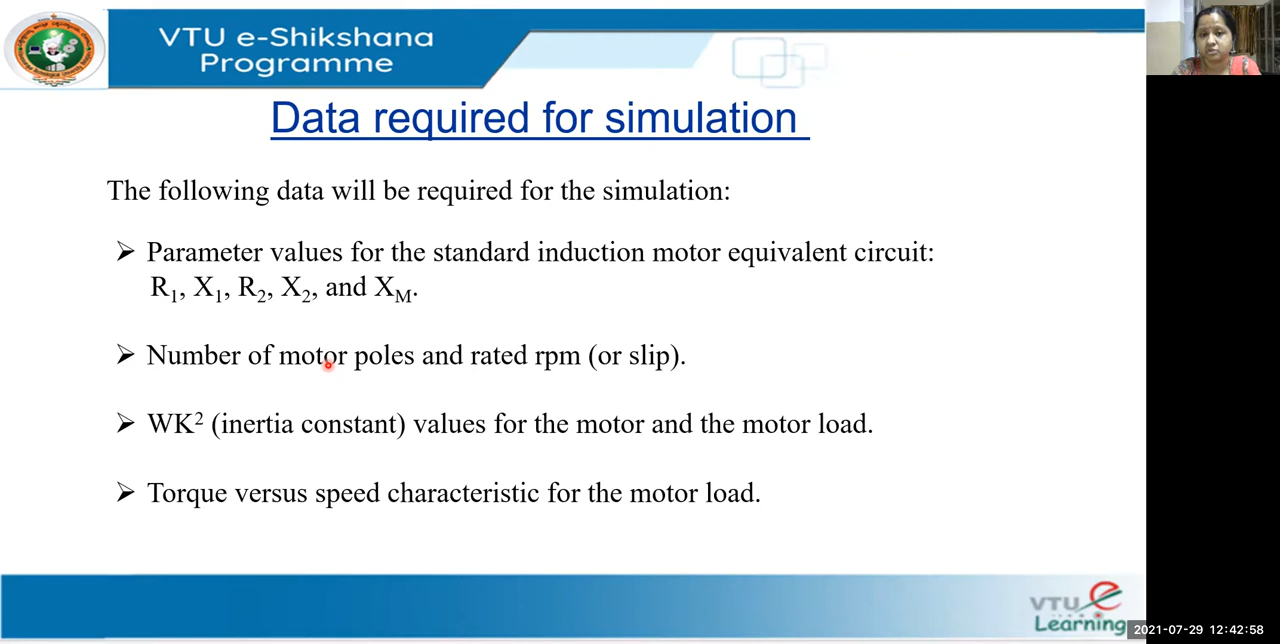 VTU e-Shikshana
Programme
Data required for simulation
The following data will be required for the simulation:
➢ Parameter values for the standard induction motor equivalent circuit:
R₁, X₁, R₂, X₂, and X_M.
➢ Number of motor poles and rated rpm (or slip).
➢ WK² (inertia constant) values for the motor and the motor load.
➢ Torque versus speed characteristic for the motor load.
VTU e
Learning
2021-07-29 12:42:58